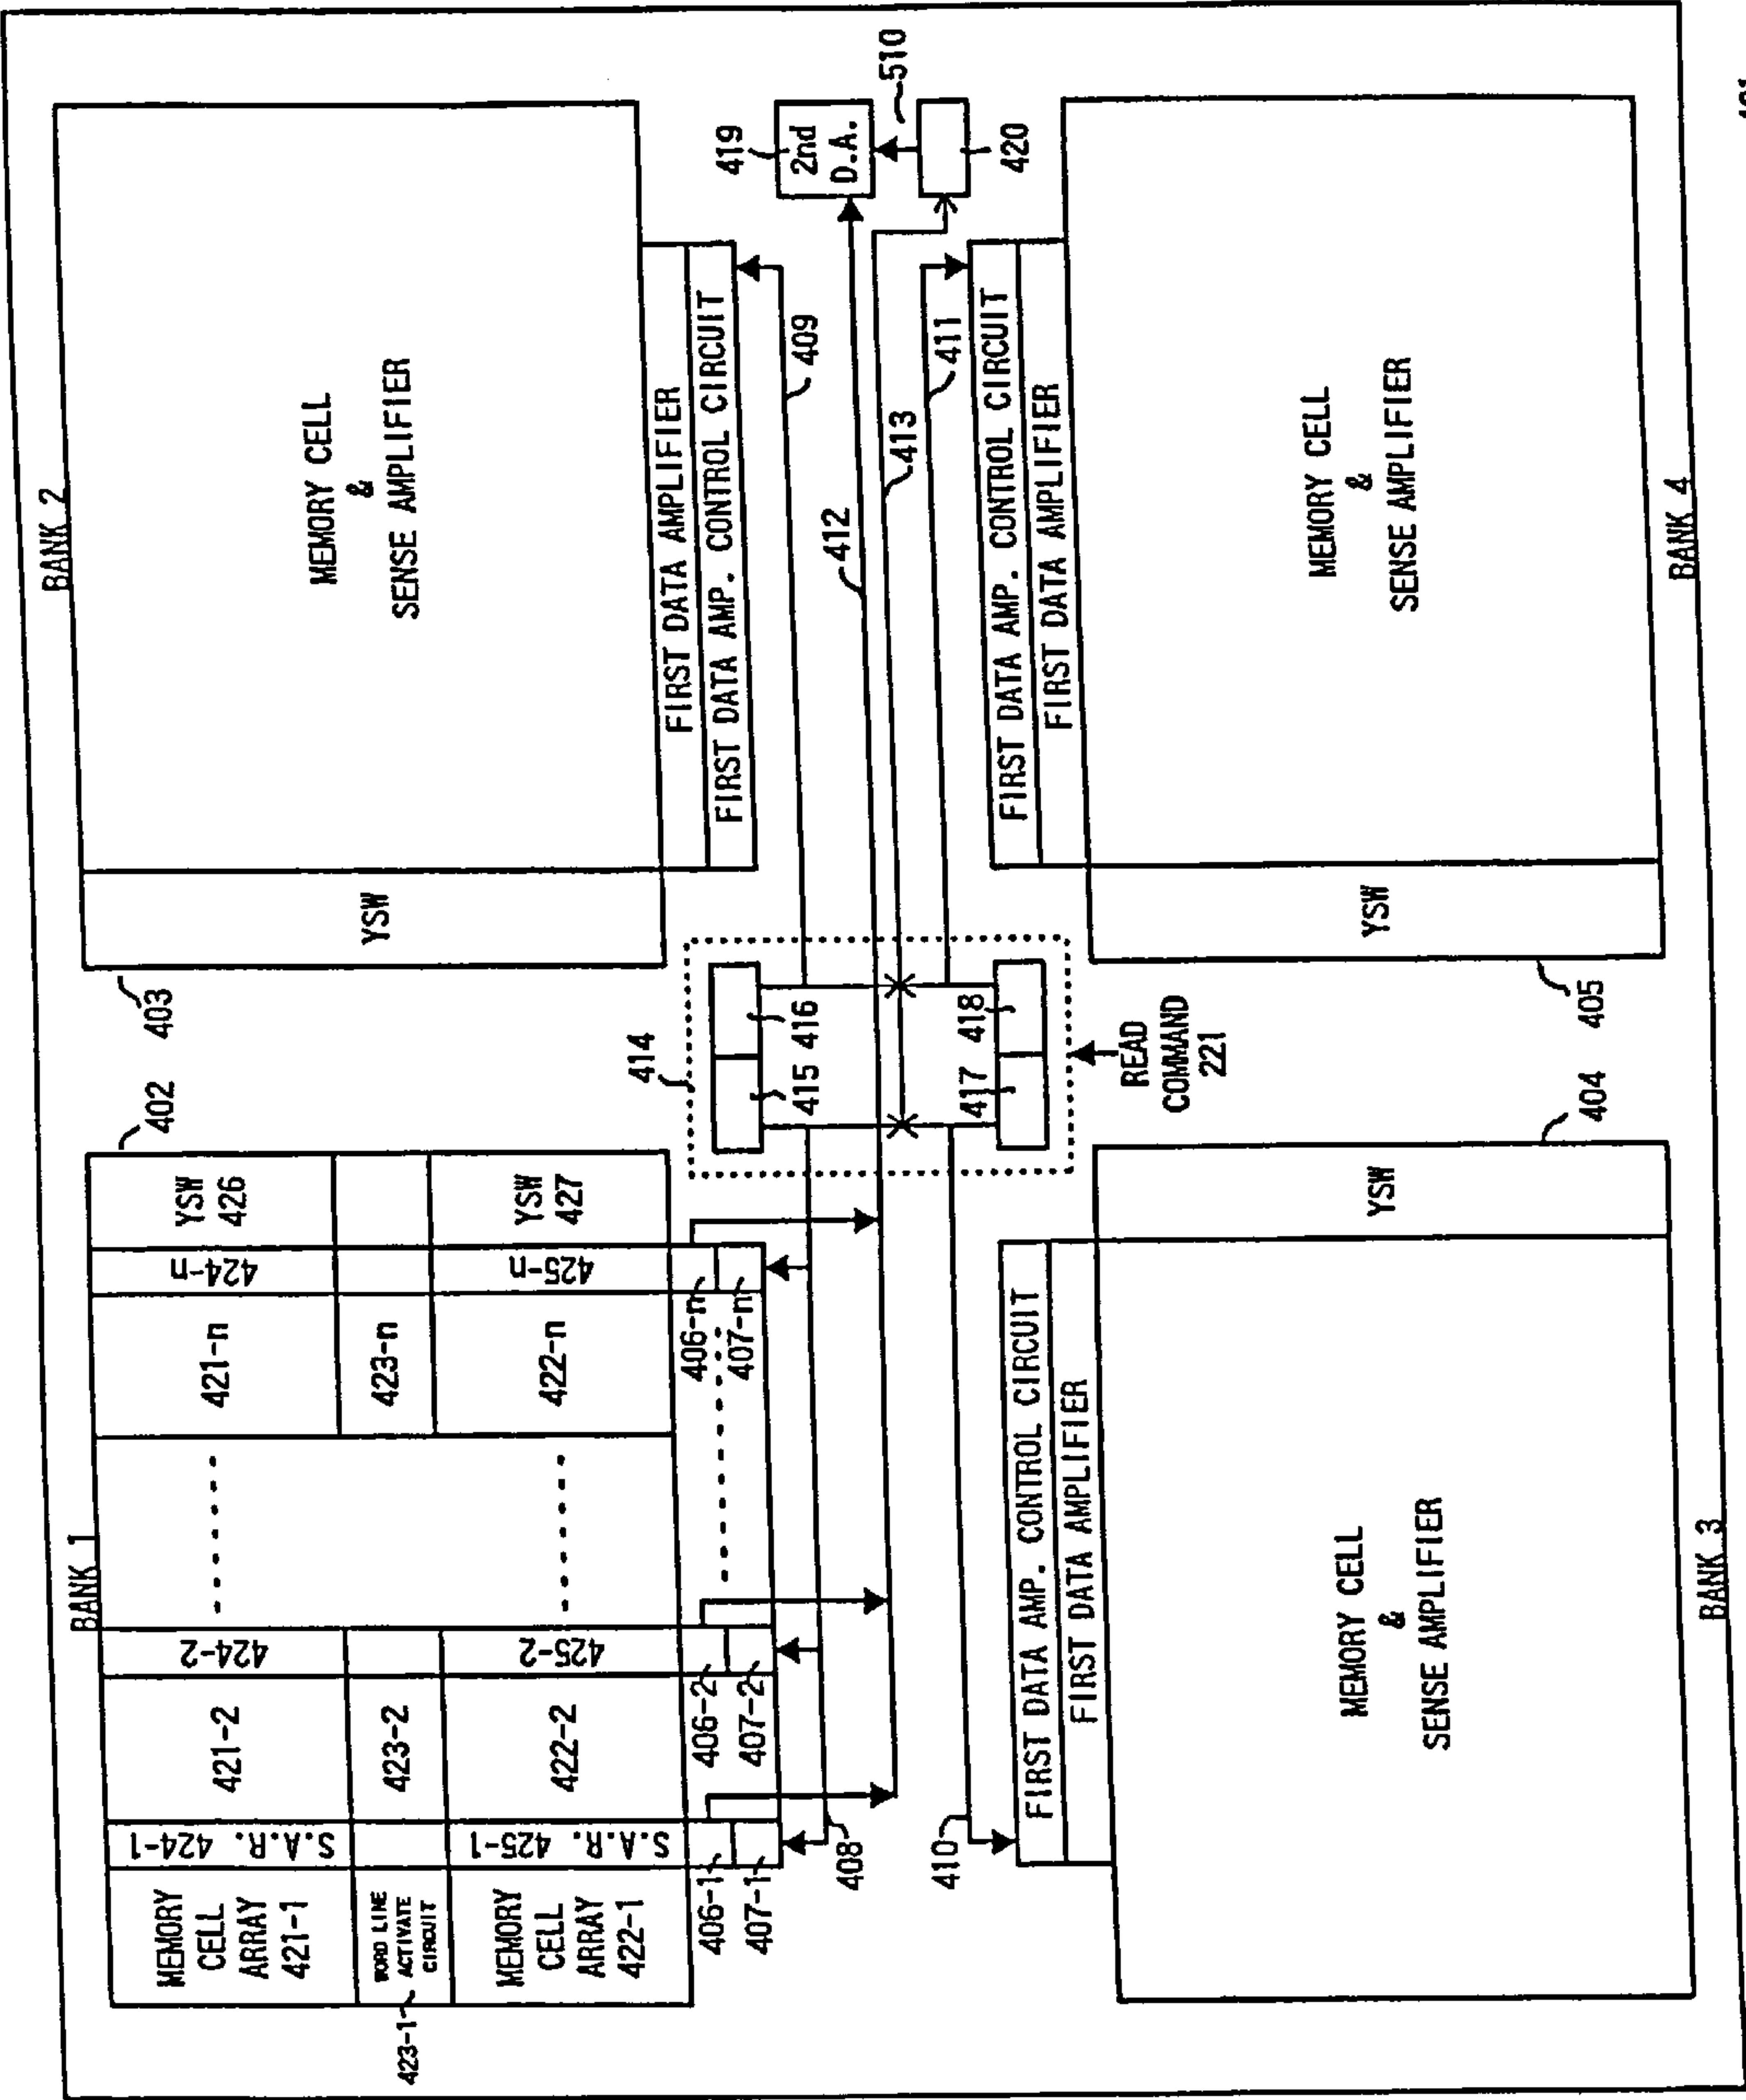 BANK 1
MEMORY
CELL
ARRAY
421-1
S.A.R. 424-1
421-2
424-2
421-n
424-n
YSW
426
402
423-1
WORD LINE
ACTIVATE
CIRCUIT
423-2
423-n
MEMORY
CELL
ARRAY
422-1
S.A.R. 425-1
422-2
425-2
422-n
425-n
YSW
427
406-1
407-1
406-2
407-2
406-n
407-n
408
BANK 2
403
YSW
MEMORY CELL
&
SENSE AMPLIFIER
FIRST DATA AMPLIFIER
FIRST DATA AMP. CONTROL CIRCUIT
409
414
415
416
417
418
READ
COMMAND
221
412
413
411
410
419
2nd
D.A.
510
420
FIRST DATA AMP. CONTROL CIRCUIT
FIRST DATA AMPLIFIER
MEMORY CELL
&
SENSE AMPLIFIER
YSW
404
BANK 3
FIRST DATA AMP. CONTROL CIRCUIT
FIRST DATA AMPLIFIER
YSW
405
MEMORY CELL
&
SENSE AMPLIFIER
BANK 4